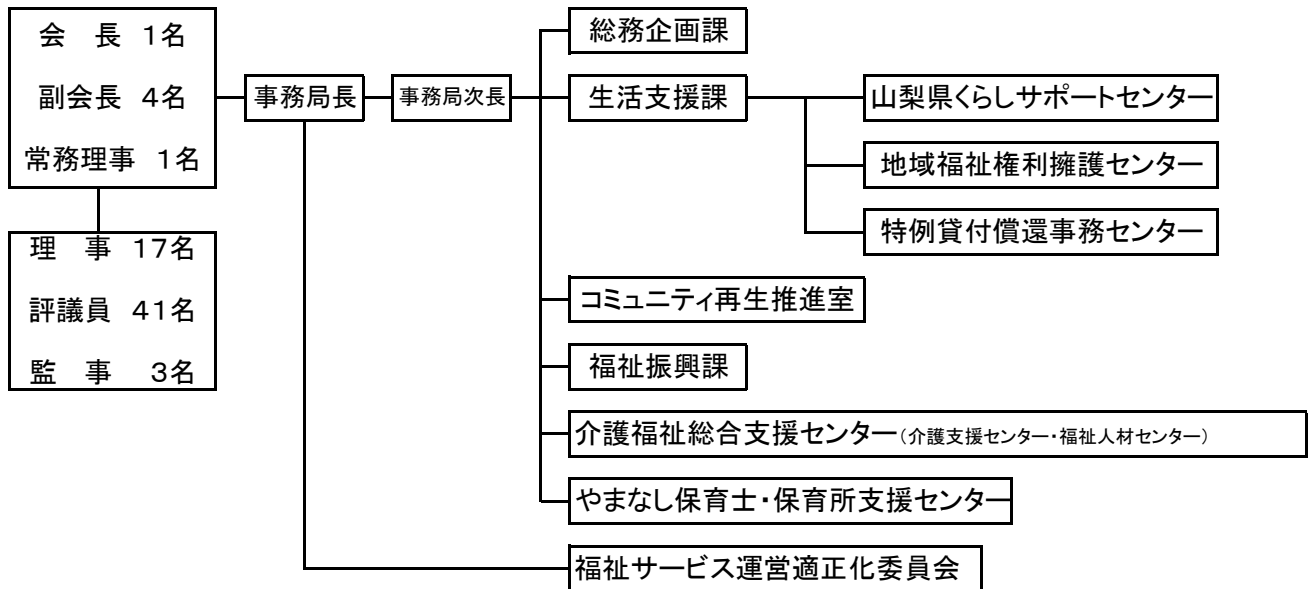 会　長 1名
副会長 4名
常務理事 1名
理　事 17名
評議員 41名
監　事 3名
事務局長
事務局次長
総務企画課
生活支援課
山梨県くらしサポートセンター
地域福祉権利擁護センター
特例貸付償還事務センター
コミュニティ再生推進室
福祉振興課
介護福祉総合支援センター（介護支援センター・福祉人材センター）
やまなし保育士・保育所支援センター
福祉サービス運営適正化委員会